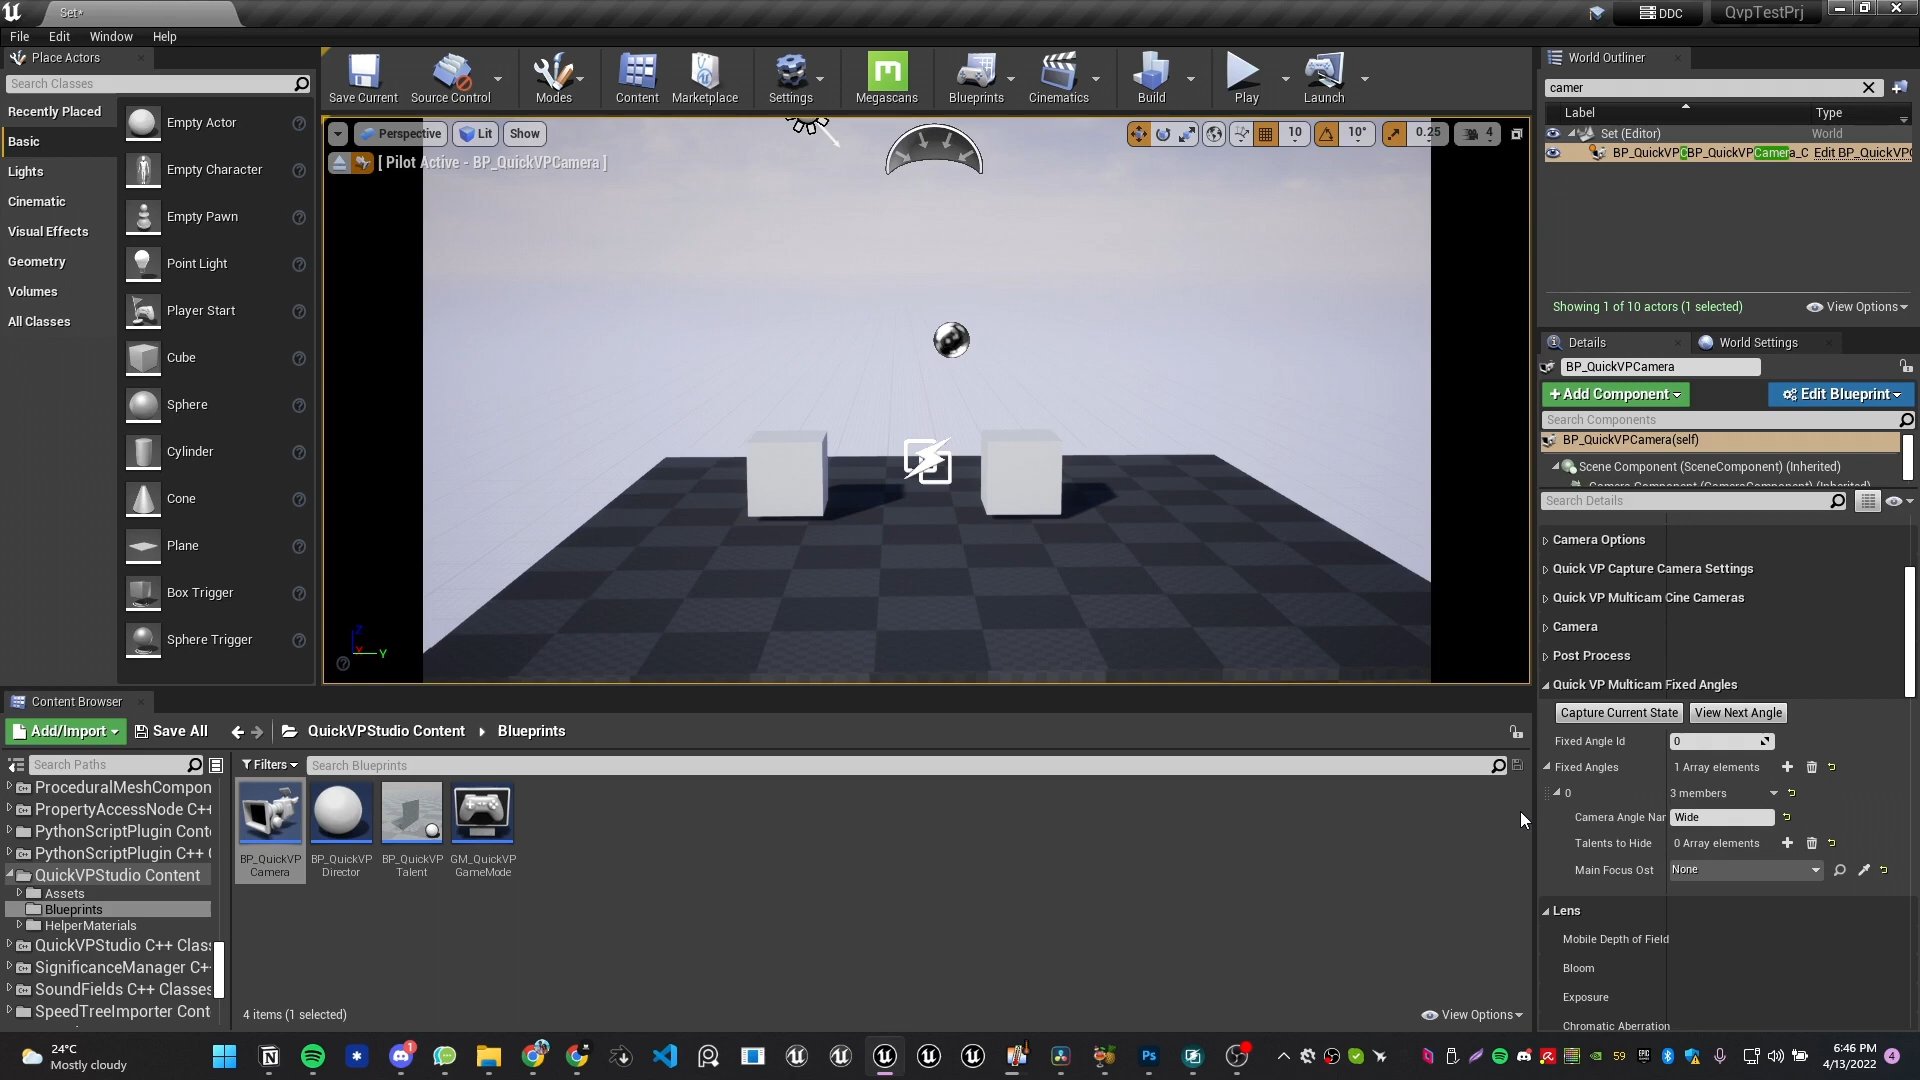 Set*
DDC
QvpTestPrj
File
Edit
Window
Help
Place Actors
Search Classes
Recently Placed
Basic
Lights
Cinematic
Visual Effects
Geometry
Volumes
All Classes
Empty Actor
Empty Character
Empty Pawn
Point Light
Player Start
Cube
Sphere
Cylinder
Cone
Plane
Box Trigger
Sphere Trigger
Save Current
Source Control
Modes
Content
Marketplace
Settings
Megascans
Blueprints
Cinematics
Build
Play
Launch
Perspective
Lit
Show
10
10°
0.25
4
[ Pilot Active - BP_QuickVPCamera ]
Z
Y
World Outliner
camer
Label
Type
Set (Editor)
World
BP_QuickVPCBP_QuickVPCamera_C
Edit BP_QuickVPC
Showing 1 of 10 actors (1 selected)
View Options
Details
World Settings
BP_QuickVPCamera
+Add Component
Edit Blueprint
Search Components
BP_QuickVPCamera(self)
Scene Component (SceneComponent) (Inherited)
Camera Component (CameraComponent) (Inherited)
Search Details
Camera Options
Quick VP Capture Camera Settings
Quick VP Multicam Cine Cameras
Camera
Post Process
Quick VP Multicam Fixed Angles
Capture Current State
View Next Angle
Fixed Angle Id
0
Fixed Angles
1 Array elements
0
3 members
Camera Angle Nar
Wide
Talents to Hide
0 Array elements
Main Focus Ost
None
Lens
Mobile Depth of Field
Bloom
Exposure
Chromatic Aberration
Content Browser
Add/Import
Save All
QuickVPStudio Content
Blueprints
Search Paths
Filters
Search Blueprints
ProceduralMeshCompon
PropertyAccessNode C++
PythonScriptPlugin Conte
PythonScriptPlugin C++ C
QuickVPStudio Content
Assets
Blueprints
HelperMaterials
QuickVPStudio C++ Class
SignificanceManager C+
SoundFields C++ Classes
SpeedTreeImporter Cont
BP_QuickVP
Camera
BP_QuickVP
Director
BP_QuickVP
Talent
GM_QuickVP
GameMode
4 items (1 selected)
View Options
24°C
Mostly cloudy
1
Ps
59
6:46 PM
4/13/2022
4